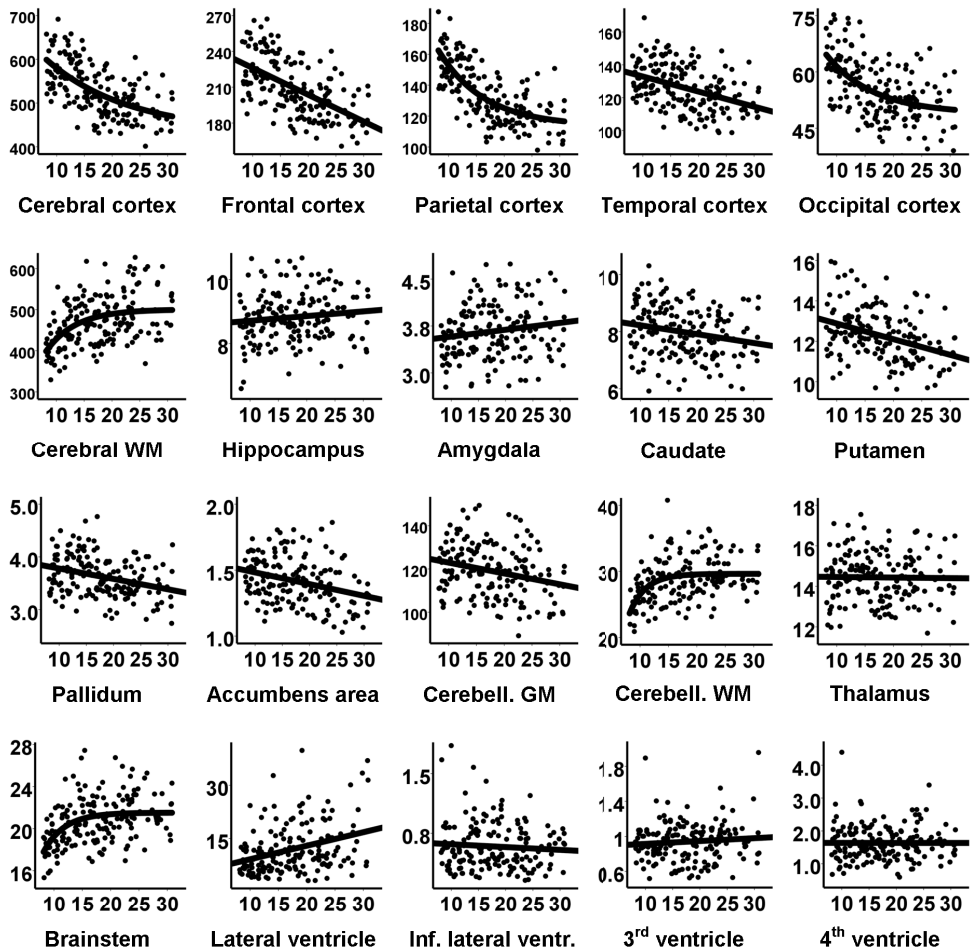 700 270 180 180 75
600 240 160 160 60
500 210 140 140 45
400 180 120 120
100 100
10 15 20 25 30 10 15 20 25 30 10 15 20 25 30 10 15 20 25 30 10 15 20 25 30
Cerebral cortex Frontal cortex Parietal cortex Temporal cortex Occipital cortex
600 10 4.5 10 16
500 8 3.8 8 14
400 3.0 6 12
300 10
10 15 20 25 30 10 15 20 25 30 10 15 20 25 30 10 15 20 25 30 10 15 20 25 30
Cerebral WM Hippocampus Amygdala Caudate Putamen
5.0 2.0 140 40 18
4.0 1.5 120 30 16
3.0 1.0 100 20 14
12
10 15 20 25 30 10 15 20 25 30 10 15 20 25 30 10 15 20 25 30 10 15 20 25 30
Pallidum Accumbens area Cerebell. GM Cerebell. WM Thalamus
28 30 1.5 1.8 4.0
24 15 0.8 1.4 3.0
20 1.0 2.0
16 0.6 1.0
10 15 20 25 30 10 15 20 25 30 10 15 20 25 30 10 15 20 25 30 10 15 20 25 30
Brainstem Lateral ventricle Inf. lateral ventr. 3rd ventricle 4th ventricle